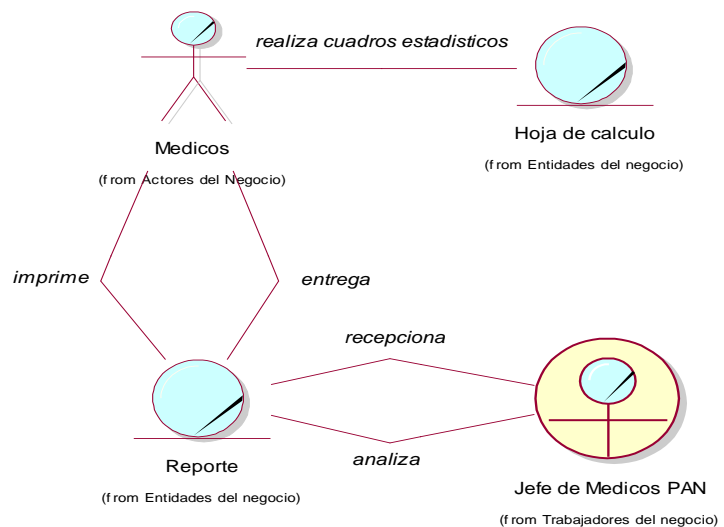 realiza cuadros estadisticos
Medicos
(from Actores del Negocio)
Hoja de calculo
(from Entidades del negocio)
imprime
entrega
recepciona
analiza
Reporte
(from Entidades del negocio)
Jefe de Medicos PAN
(from Trabajadores del negocio)